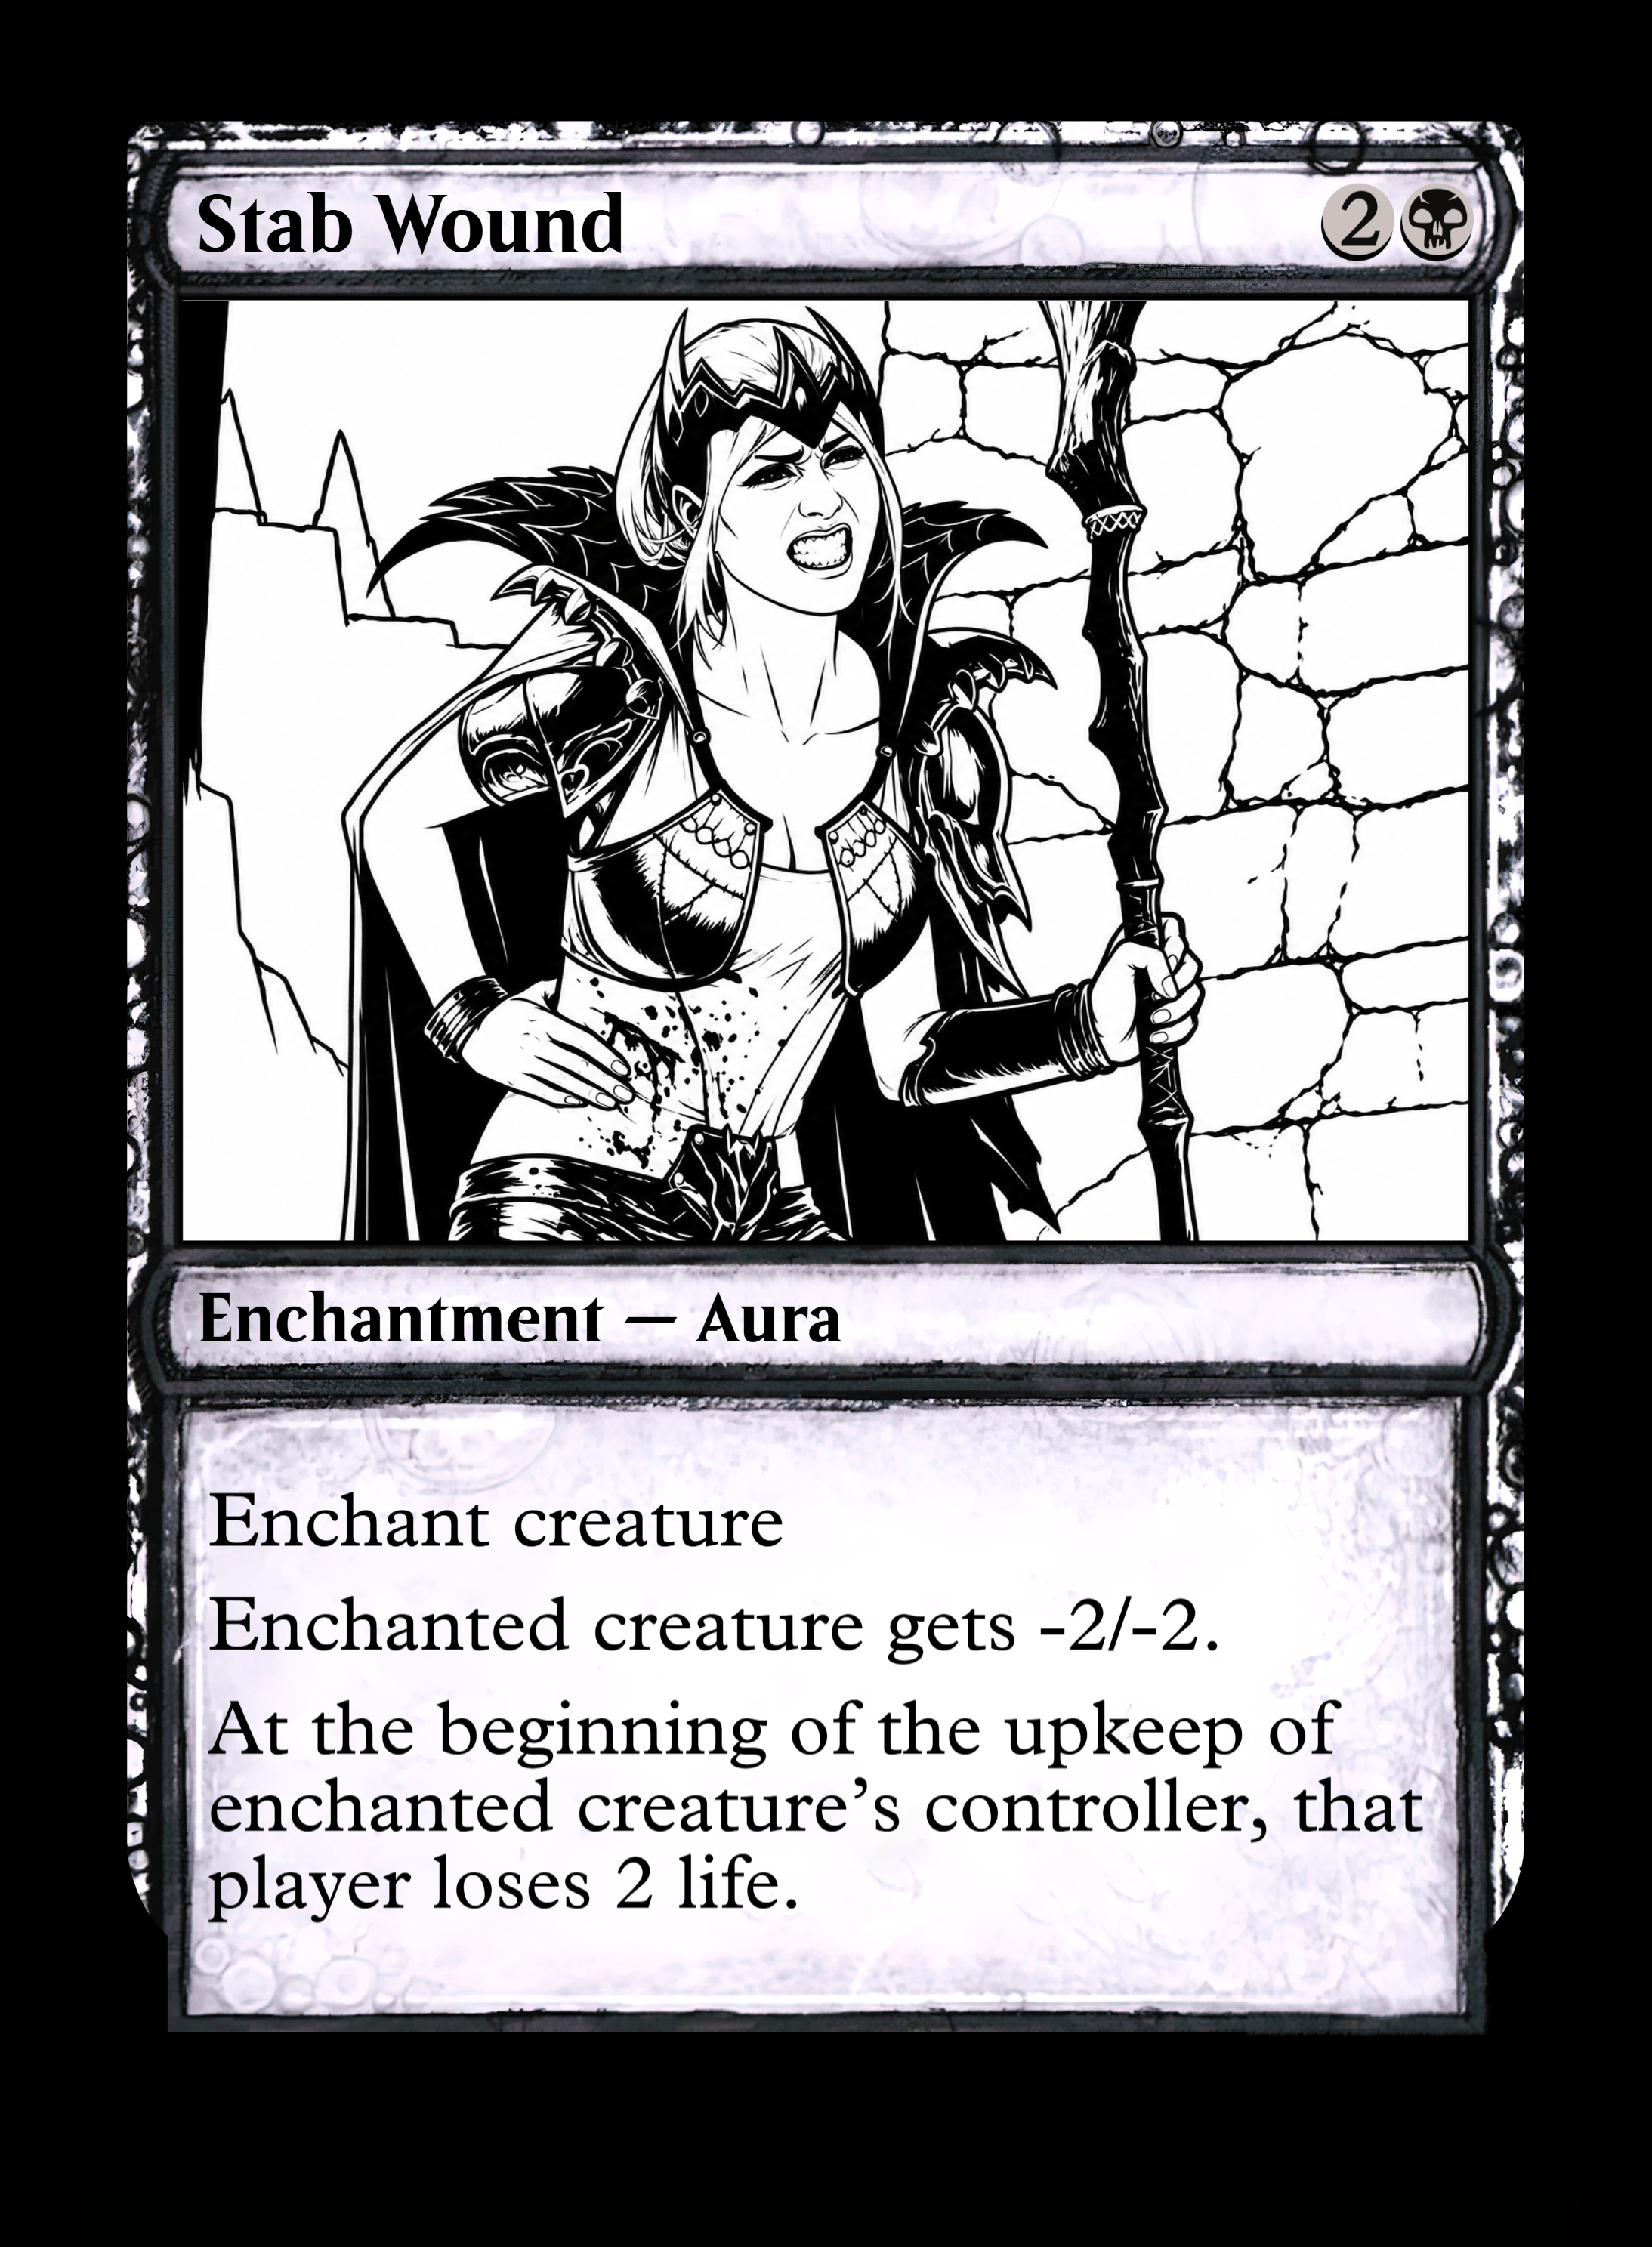 Stab Wound 2
Enchantment — Aura
Enchant creature
Enchanted creature gets -2/-2.
At the beginning of the upkeep of
enchanted creature’s controller, that
player loses 2 life.